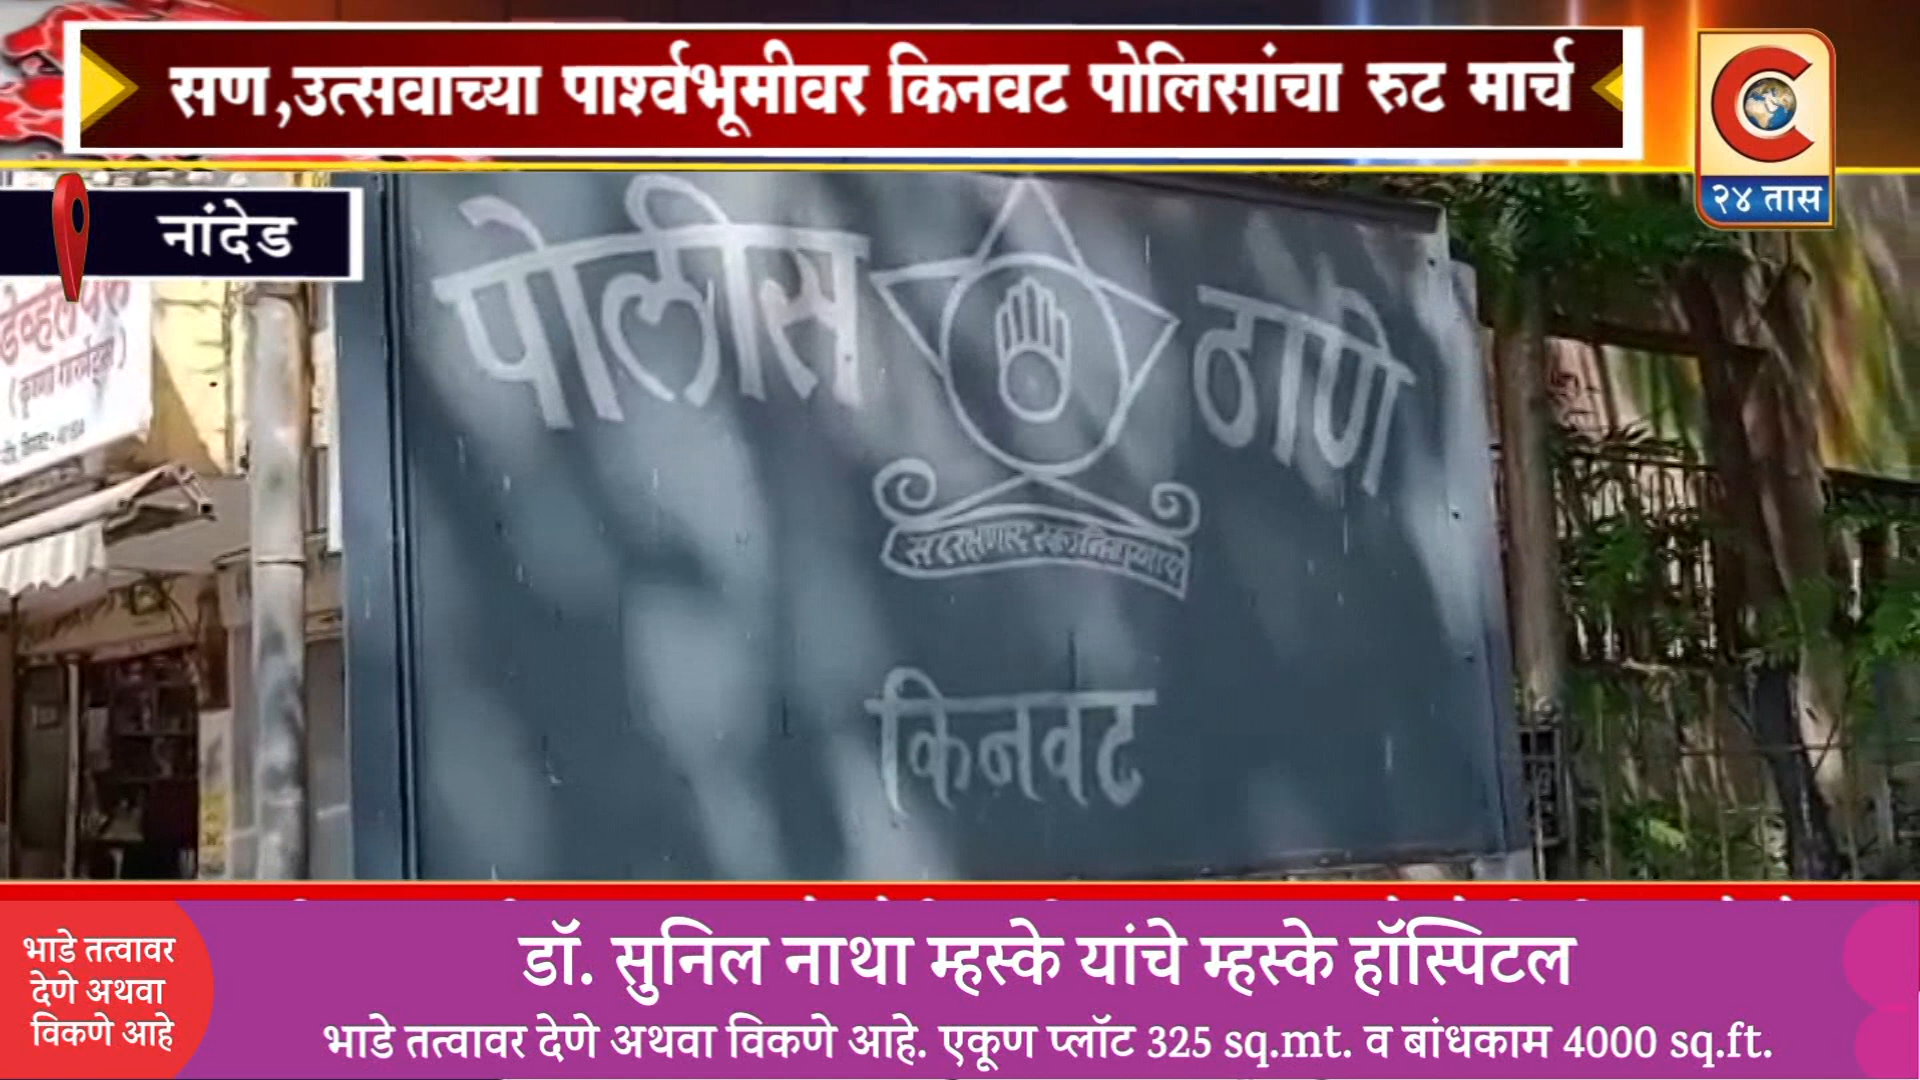 सण,उत्सवाच्या पार्श्वभूमीवर किनवट पोलिसांचा रुट मार्च
२४ तास
नांदेड
(कृष्णा गारमेंट्स)
पोलीस ठाणे
किनवट
भाडे तत्वावर
देणे अथवा
विकणे आहे
डॉ. सुनिल नाथा म्हस्के यांचे म्हस्के हॉस्पिटल
भाडे तत्वावर देणे अथवा विकणे आहे. एकूण प्लॉट 325 sq.mt. व बांधकाम 4000 sq.ft.